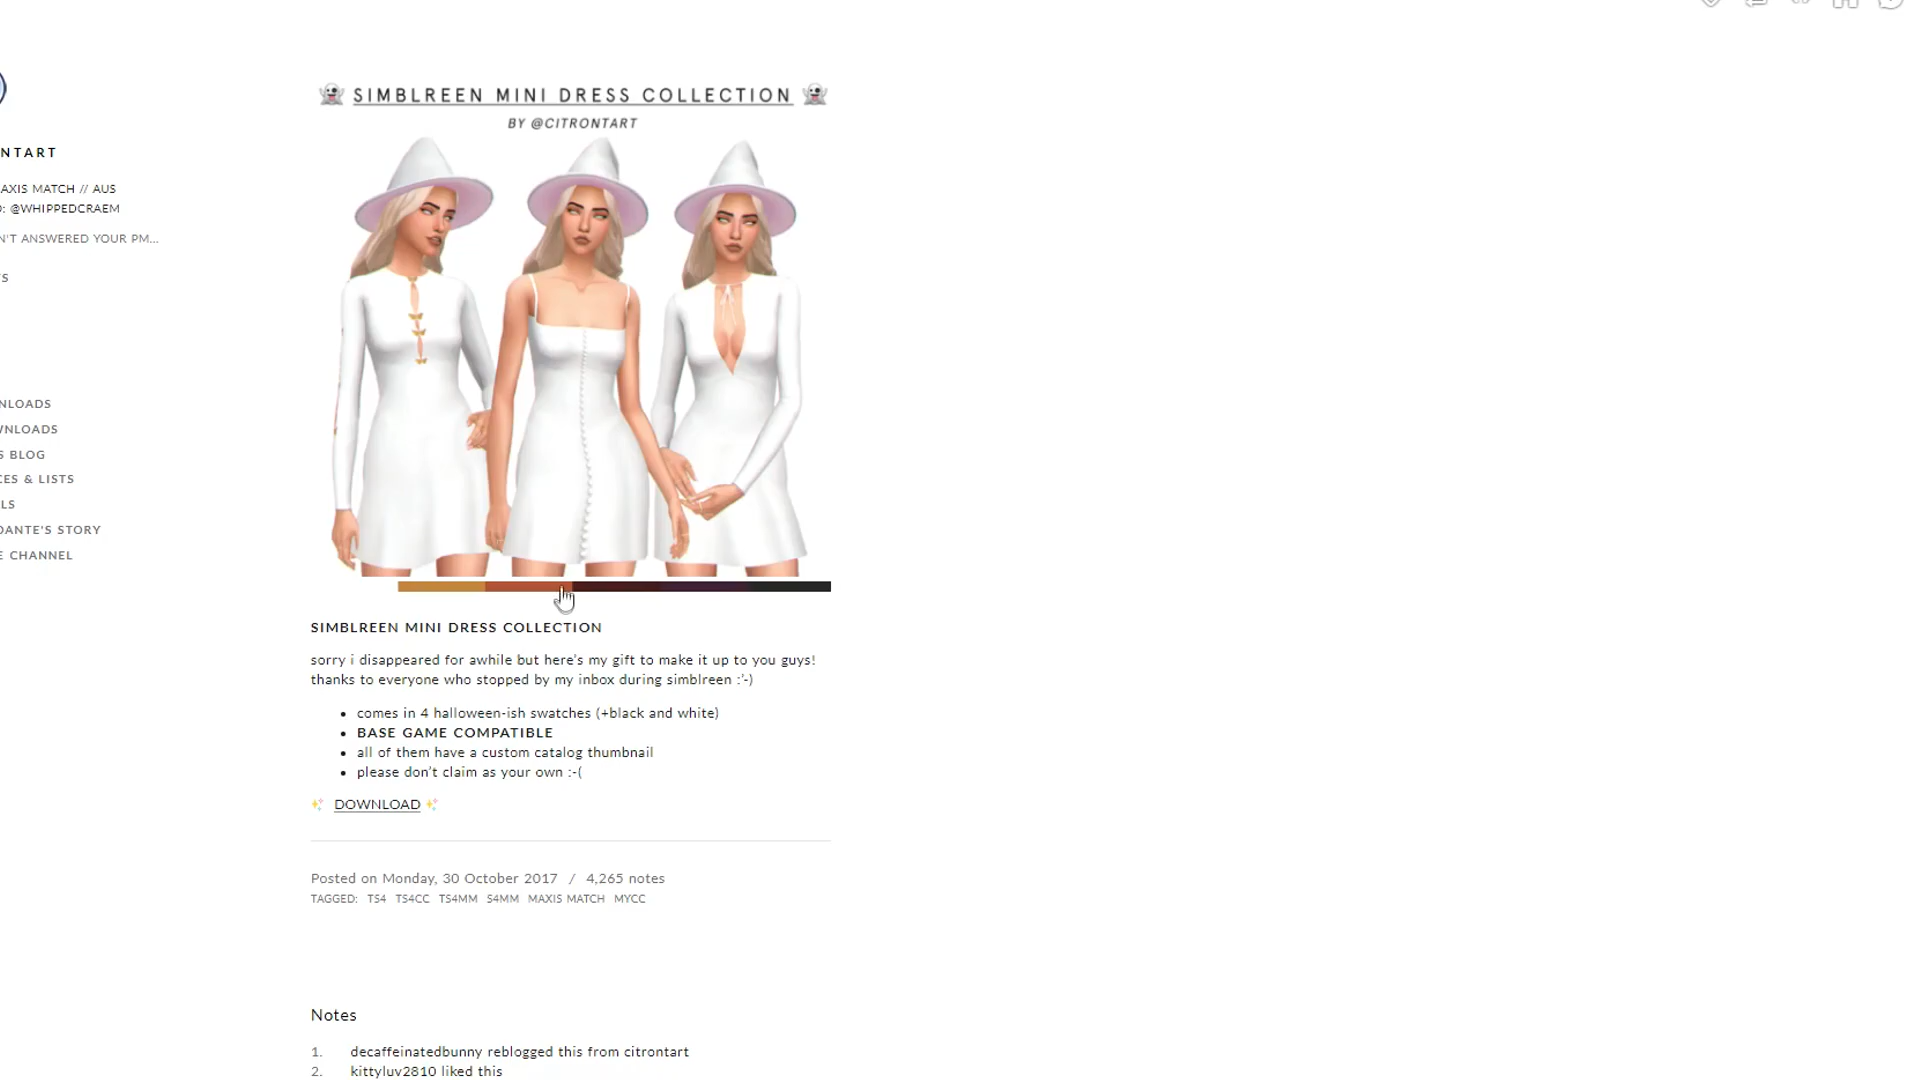 SIMBLREEN MINI DRESS COLLECTION
BY @CITRONTART
NTART
AXIS MATCH // AUS
: @WHIPPEDCRAEM
N'T ANSWERED YOUR PM...
S
NLOADS
WNLOADS
S BLOG
CES & LISTS
LS
DANTE'S STORY
E CHANNEL
SIMBLREEN MINI DRESS COLLECTION
sorry i disappeared for awhile but here's my gift to make it up to you guys!
thanks to everyone who stopped by my inbox during simblreen :'-)
• comes in 4 halloween-ish swatches (+black and white)
• BASE GAME COMPATIBLE
• all of them have a custom catalog thumbnail
• please don't claim as your own :-(
✨ DOWNLOAD ✨
Posted on Monday, 30 October 2017 / 4,265 notes
TAGGED: TS4 TS4CC TS4MM S4MM MAXIS MATCH MYCC
Notes
1. decaffeinatedbunny reblogged this from citrontart
2. kittyluv2810 liked this